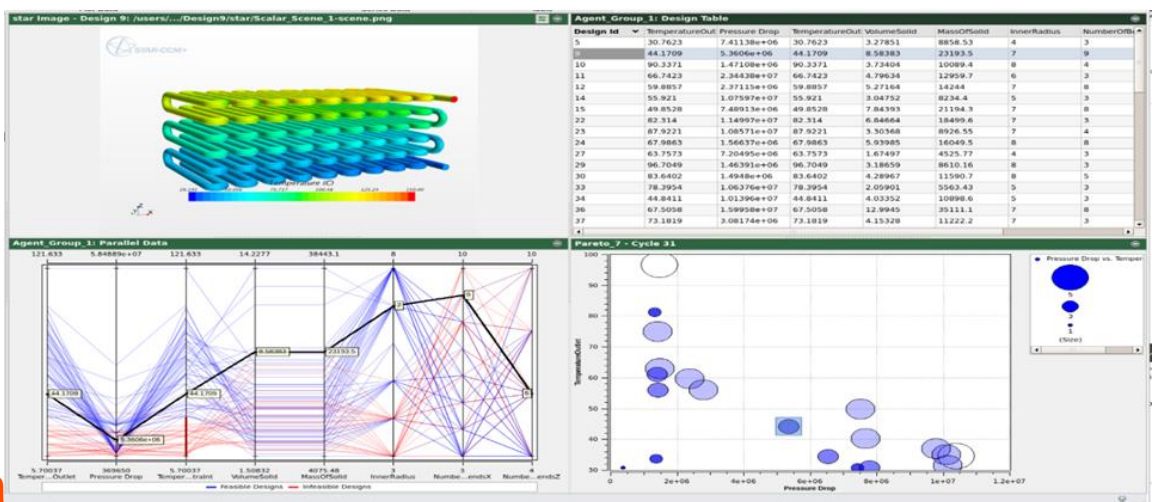 star Image - Design 9: /users/.../Design9/star/Scalar_Scene_1-scene.png
STAR-CCM+
Temperature (C)
Agent_Group_1: Design Table
Design Id TemperatureOut Pressure Drop TemperatureOut VolumeSolid MassOfSolid InnerRadius NumberOfBe
5 30.7623 7.41138e+06 30.7623 3.27851 8858.53 4 3
9 44.1709 5.3606e+06 44.1709 8.58383 23193.5 7 9
10 90.3371 1.47108e+06 90.3371 3.73404 10089.4 8 4
11 66.7423 2.34438e+07 66.7423 4.79634 12959.7 6 3
12 59.8857 2.37115e+06 59.8857 5.27164 14244 7 8
14 55.921 1.07597e+07 55.921 3.04752 8234.4 5 3
15 49.8528 7.48913e+06 49.8528 7.84393 21194.3 7 8
22 82.314 1.14997e+07 82.314 6.84664 18499.6 7 3
23 87.9221 1.08571e+07 87.9221 3.30368 8926.55 7 4
24 67.9863 1.56637e+06 67.9863 5.93985 16049.5 8 8
27 63.7573 7.20495e+06 63.7573 1.67497 4525.77 4 3
29 96.7049 1.46391e+06 96.7049 3.18659 8610.16 8 3
30 83.6402 1.4948e+06 83.6402 4.28967 11590.7 8 5
33 78.3954 1.06376e+07 78.3954 2.05901 5563.43 5 3
34 44.8411 1.01396e+07 44.8411 4.03352 10898.6 5 3
36 67.5058 1.59958e+07 67.5058 12.9945 35111.1 7 8
37 73.1819 3.08174e+06 73.1819 4.15328 11222.2 7 3
Agent_Group_1: Parallel Data
121.633 5.84889e+07 121.633 14.2277 38443.1 8 10 10
9
7
8.58383 23193.5
44.1709 44.1709 6
5.3606e+06
5.70037 369650 5.70037 1.50832 4075.48 3 3 4
Temper...Outlet Pressure Drop Temper...traint VolumeSolid MassOfSolid InnerRadius Numbe...endsX Numbe...endsZ
Feasible Designs Infeasible Designs
Pareto_7 - Cycle 31
100
90
80
70
60
50
40
30
TemperatureOutlet
0 2e+06 4e+06 6e+06 8e+06 1e+07 1.2e+07
Pressure Drop
Pressure Drop vs. Temper
5
2
1
(Size)